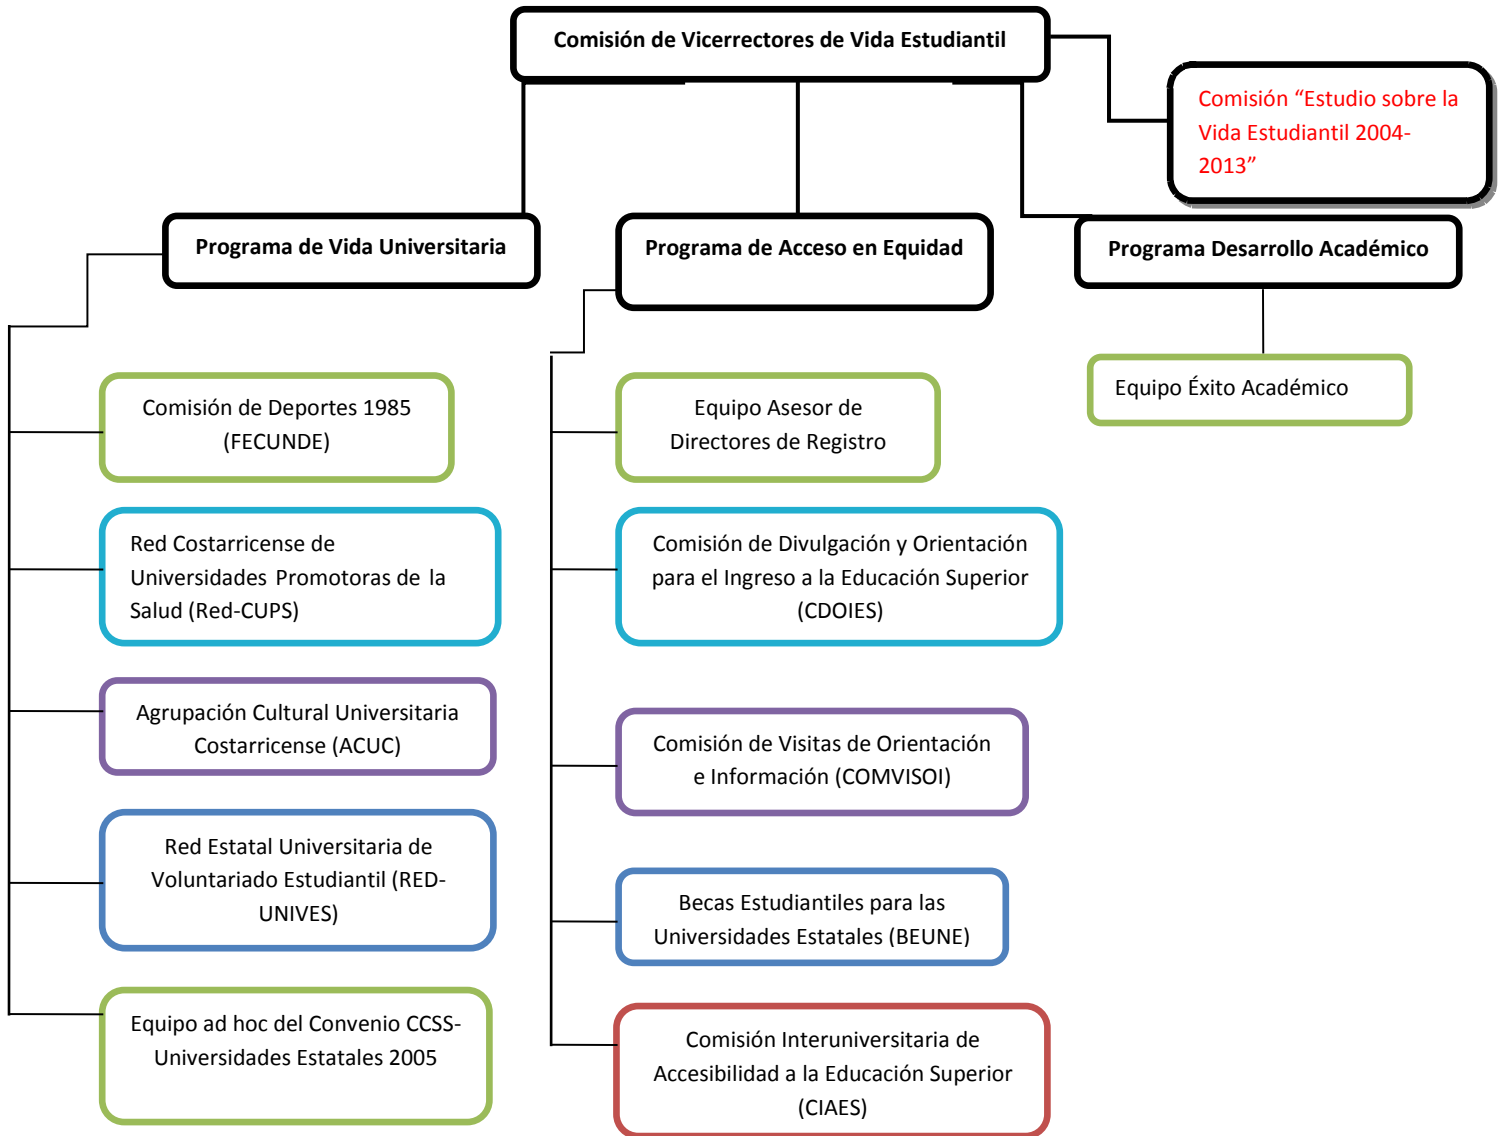 Comisión de Vicerrectores de Vida Estudiantil
Comisión “Estudio sobre la
Vida Estudiantil 2004-
2013”
Programa de Vida Universitaria
Programa de Acceso en Equidad
Programa Desarrollo Académico
Comisión de Deportes 1985
(FECUNDE)
Red Costarricense de
Universidades Promotoras de la
Salud (Red-CUPS)
Agrupación Cultural Universitaria
Costarricense (ACUC)
Red Estatal Universitaria de
Voluntariado Estudiantil (RED-
UNIVES)
Equipo ad hoc del Convenio CCSS-
Universidades Estatales 2005
Equipo Asesor de
Directores de Registro
Comisión de Divulgación y Orientación
para el Ingreso a la Educación Superior
(CDOIES)
Comisión de Visitas de Orientación
e Información (COMVISOI)
Becas Estudiantiles para las
Universidades Estatales (BEUNE)
Comisión Interuniversitaria de
Accesibilidad a la Educación Superior
(CIAES)
Equipo Éxito Académico